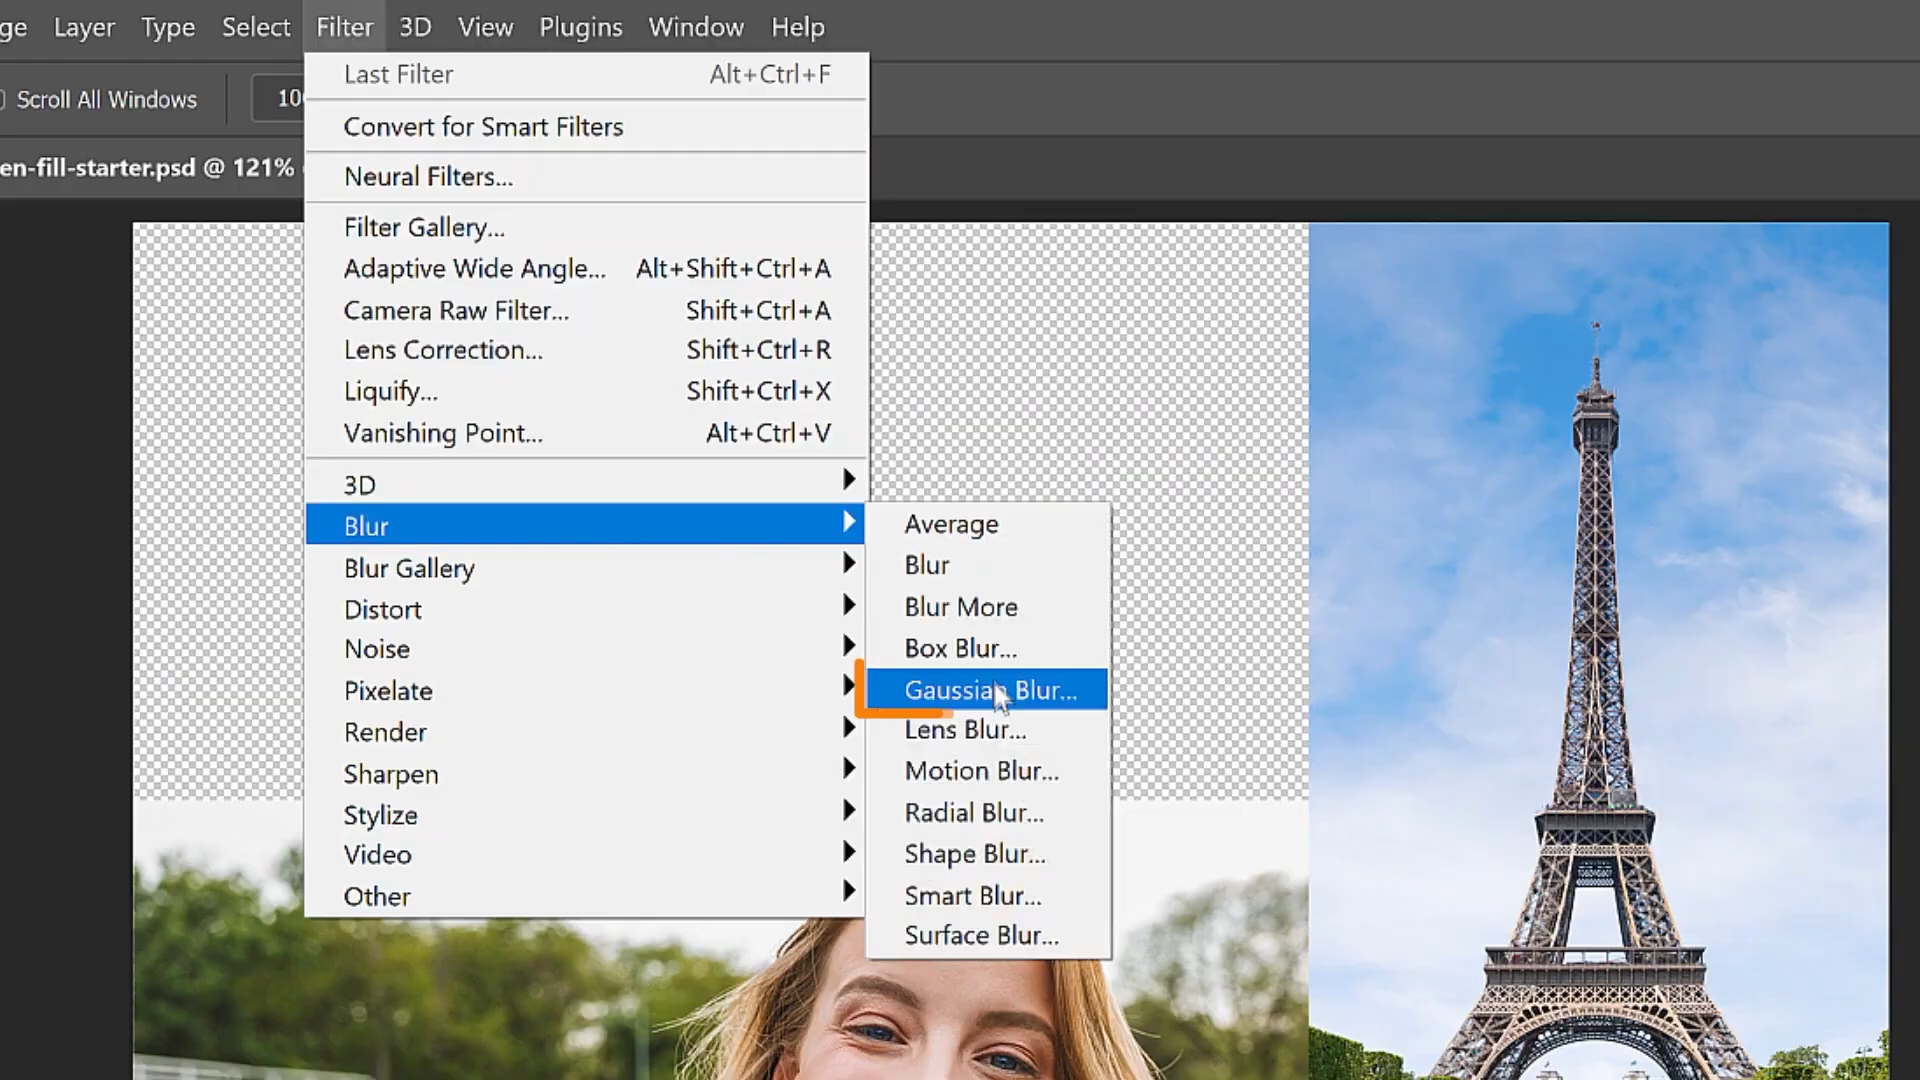 ge Layer Type Select Filter 3D View Plugins Window Help
Scroll All Windows 10
en-fill-starter.psd @ 121%
Last Filter Alt+Ctrl+F
Convert for Smart Filters
Neural Filters...
Filter Gallery...
Adaptive Wide Angle... Alt+Shift+Ctrl+A
Camera Raw Filter... Shift+Ctrl+A
Lens Correction... Shift+Ctrl+R
Liquify... Shift+Ctrl+X
Vanishing Point... Alt+Ctrl+V
3D
Blur
Blur Gallery
Distort
Noise
Pixelate
Render
Sharpen
Stylize
Video
Other
Average
Blur
Blur More
Box Blur...
Gaussian Blur...
Lens Blur...
Motion Blur...
Radial Blur...
Shape Blur...
Smart Blur...
Surface Blur...